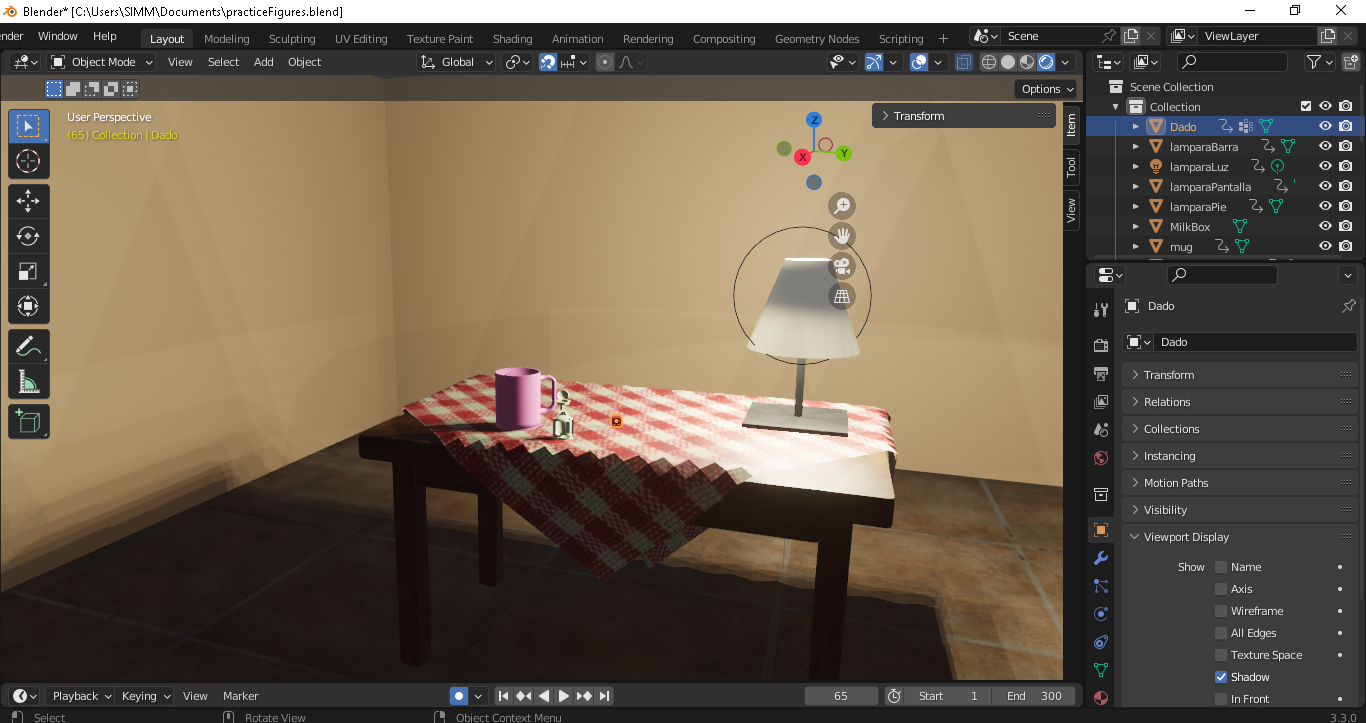 Blender* [C:\Users\SIMM\Documents\practiceFigures.blend]
nder Window Help Layout Modeling Sculpting UV Editing Texture Paint Shading Animation Rendering Compositing Geometry Nodes Scripting + Scene ViewLayer
Object Mode View Select Add Object Global
Options
User Perspective
(65) Collection | Dado
Transform
Item
Tool
View
Z
X
Y
Scene Collection
Collection
Dado
lamparaBarra
lamparaLuz
lamparaPantalla
lamparaPie
MilkBox
mug
Dado
Dado
Transform
Relations
Collections
Instancing
Motion Paths
Visibility
Viewport Display
Show Name
Axis
Wireframe
All Edges
Texture Space
Shadow
In Front
Playback Keying View Marker 65 Start 1 End 300
Select Rotate View Object Context Menu 3.3.0